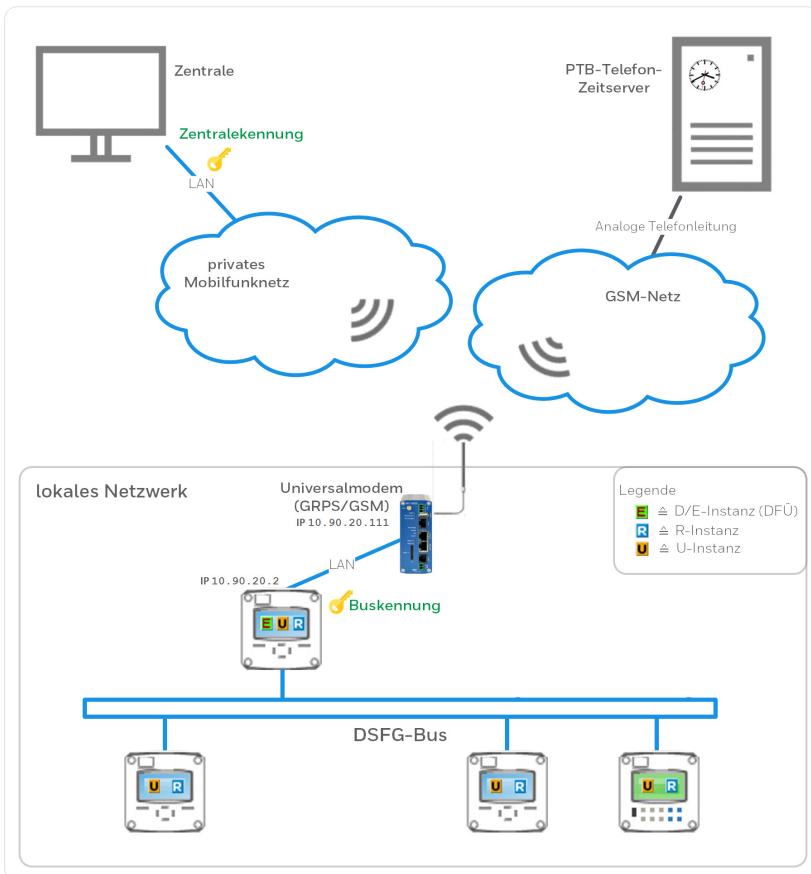 Zentrale
PTB-Telefon-
Zeitserver
Zentralekennung
LAN
Analoge Telefonleitung
privates
Mobilfunknetz
GSM-Netz
lokales Netzwerk
Universalmodem
(GRPS/GSM)
IP 10.90.20.111
Legende
E ≙ D/E-Instanz (DFÜ)
R ≙ R-Instanz
U ≙ U-Instanz
LAN
IP 10.90.20.2
Buskennung
E U R
DSFG-Bus
U R
U R
U R